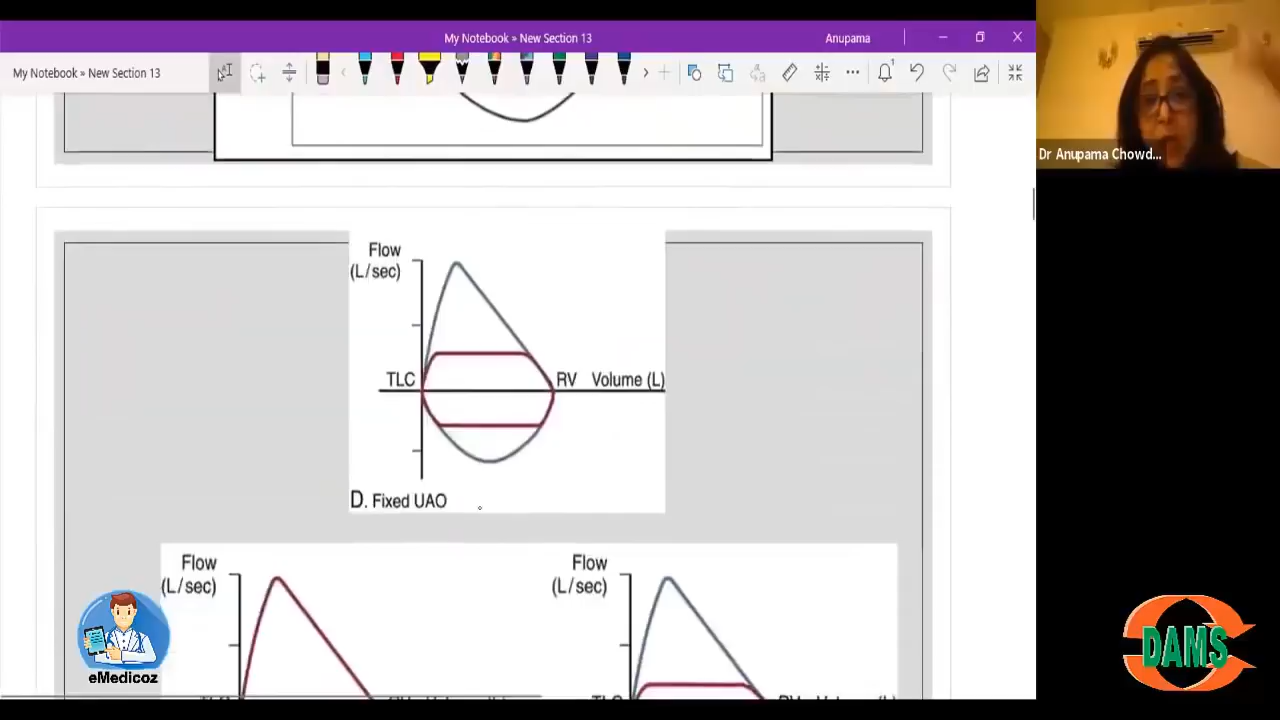 My Notebook » New Section 13
Anupama
My Notebook » New Section 13
1
Dr Anupama Chowd...
Flow
(L/sec)
TLC
RV Volume (L)
D. Fixed UAO
Flow
(L/sec)
Flow
(L/sec)
eMedicoz
DAMS